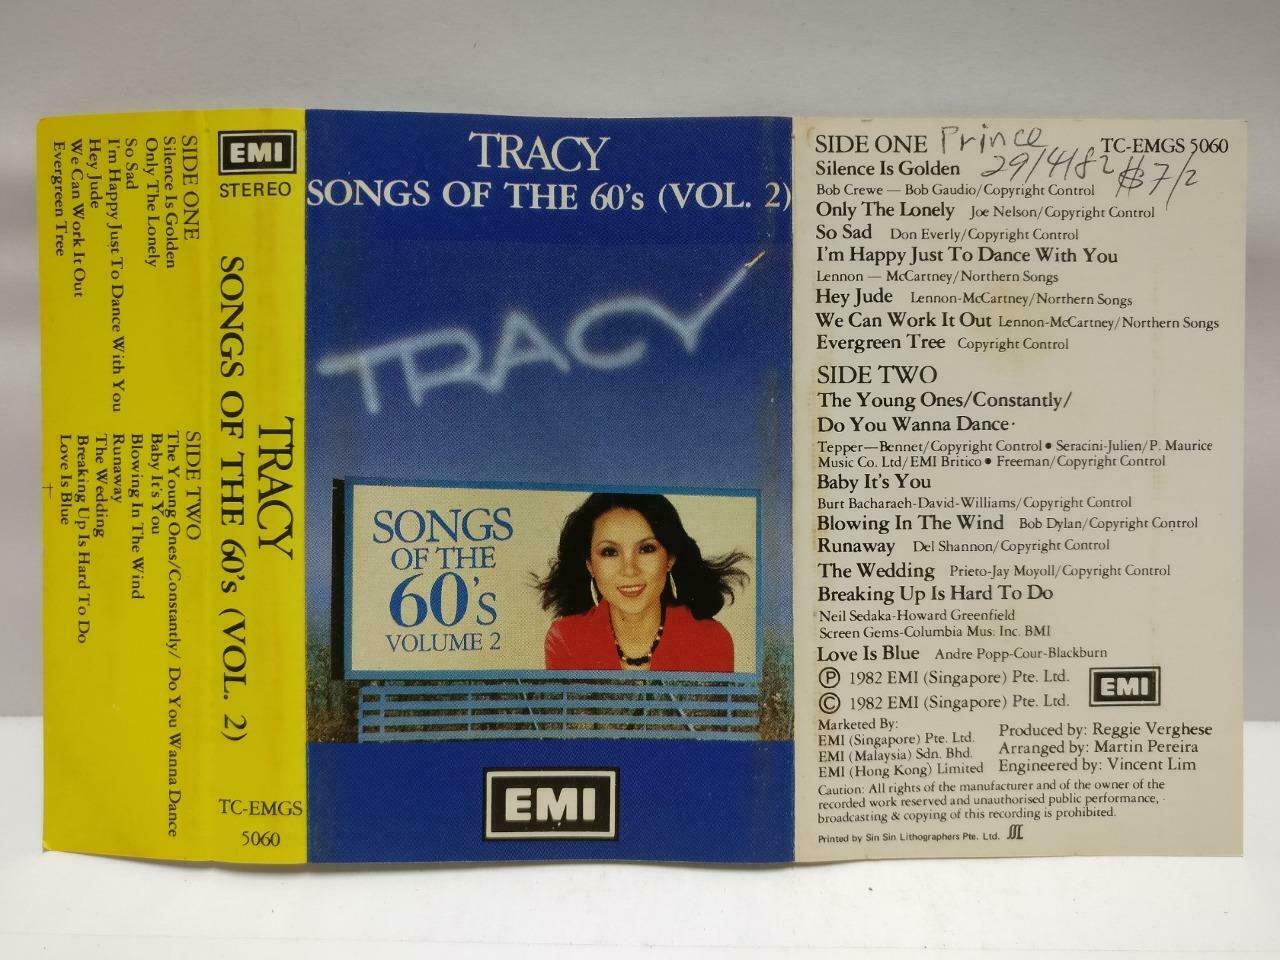 SIDE ONE
Silence Is Golden
Only The Lonely
So Sad
I'm Happy Just To Dance With You
Hey Jude
We Can Work It Out
Evergreen Tree
SIDE TWO
The Young Ones/Constantly/ Do You Wanna Dance
Baby It's You
Blowing In The Wind
Runaway
The Wedding
Breaking Up Is Hard To Do
Love Is Blue
EMI
STEREO
TRACY
SONGS OF THE 60's (VOL. 2)
TC-EMGS
5060
TRACY
SONGS OF THE 60's (VOL. 2)
TRACY
SONGS
OF THE
60's
VOLUME 2
EMI
SIDE ONE Prince TC-EMGS 5060
29/4/82 $7/2
Silence Is Golden
Bob Crewe — Bob Gaudio/Copyright Control
Only The Lonely Joe Nelson/Copyright Control
So Sad Don Everly/Copyright Control
I'm Happy Just To Dance With You
Lennon — McCartney/Northern Songs
Hey Jude Lennon-McCartney/Northern Songs
We Can Work It Out Lennon-McCartney/Northern Songs
Evergreen Tree Copyright Control
SIDE TWO
The Young Ones/Constantly/
Do You Wanna Dance·
Tepper—Bennet/Copyright Control ● Seracini-Julien/P. Maurice
Music Co. Ltd/EMI Britico ● Freeman/Copyright Control
Baby It's You
Burt Bacharach-David-Williams/Copyright Control
Blowing In The Wind Bob Dylan/Copyright Control
Runaway Del Shannon/Copyright Control
The Wedding Prieto-Jay Moyoll/Copyright Control
Breaking Up Is Hard To Do
Neil Sedaka-Howard Greenfield
Screen Gems-Columbia Mus: Inc. BMI
Love Is Blue Andre Popp-Cour-Blackburn
Ⓟ 1982 EMI (Singapore) Pte. Ltd.
© 1982 EMI (Singapore) Pte. Ltd.
EMI
Marketed By:
EMI (Singapore) Pte. Ltd.
EMI (Malaysia) Sdn. Bhd.
EMI (Hong Kong) Limited
Produced by: Reggie Verghese
Arranged by: Martin Pereira
Engineered by: Vincent Lim
Caution: All rights of the manufacturer and of the owner of the
recorded work reserved and unauthorised public performance,
broadcasting & copying of this recording is prohibited.
Printed by Sin Sin Lithographers Pte. Ltd.